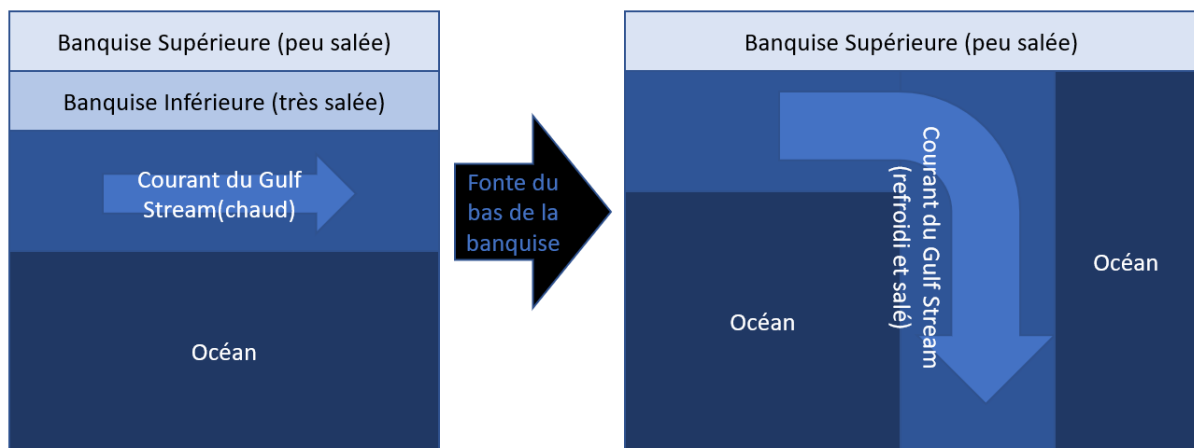 Banquise Supérieure (peu salée)
Banquise Inférieure (très salée)
Courant du Gulf
Stream(chaud)
Océan
Fonte du
bas de la
banquise
Banquise Supérieure (peu salée)
Courant du Gulf Stream
(refroidi et salé)
Océan
Océan